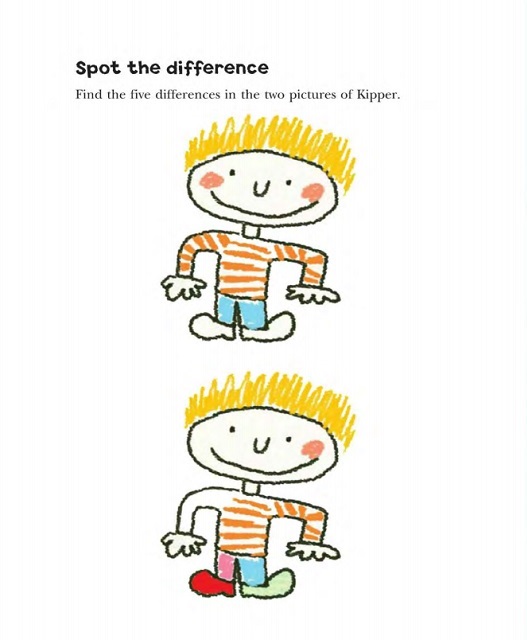 Spot the difference
Find the five differences in the two pictures of Kipper.